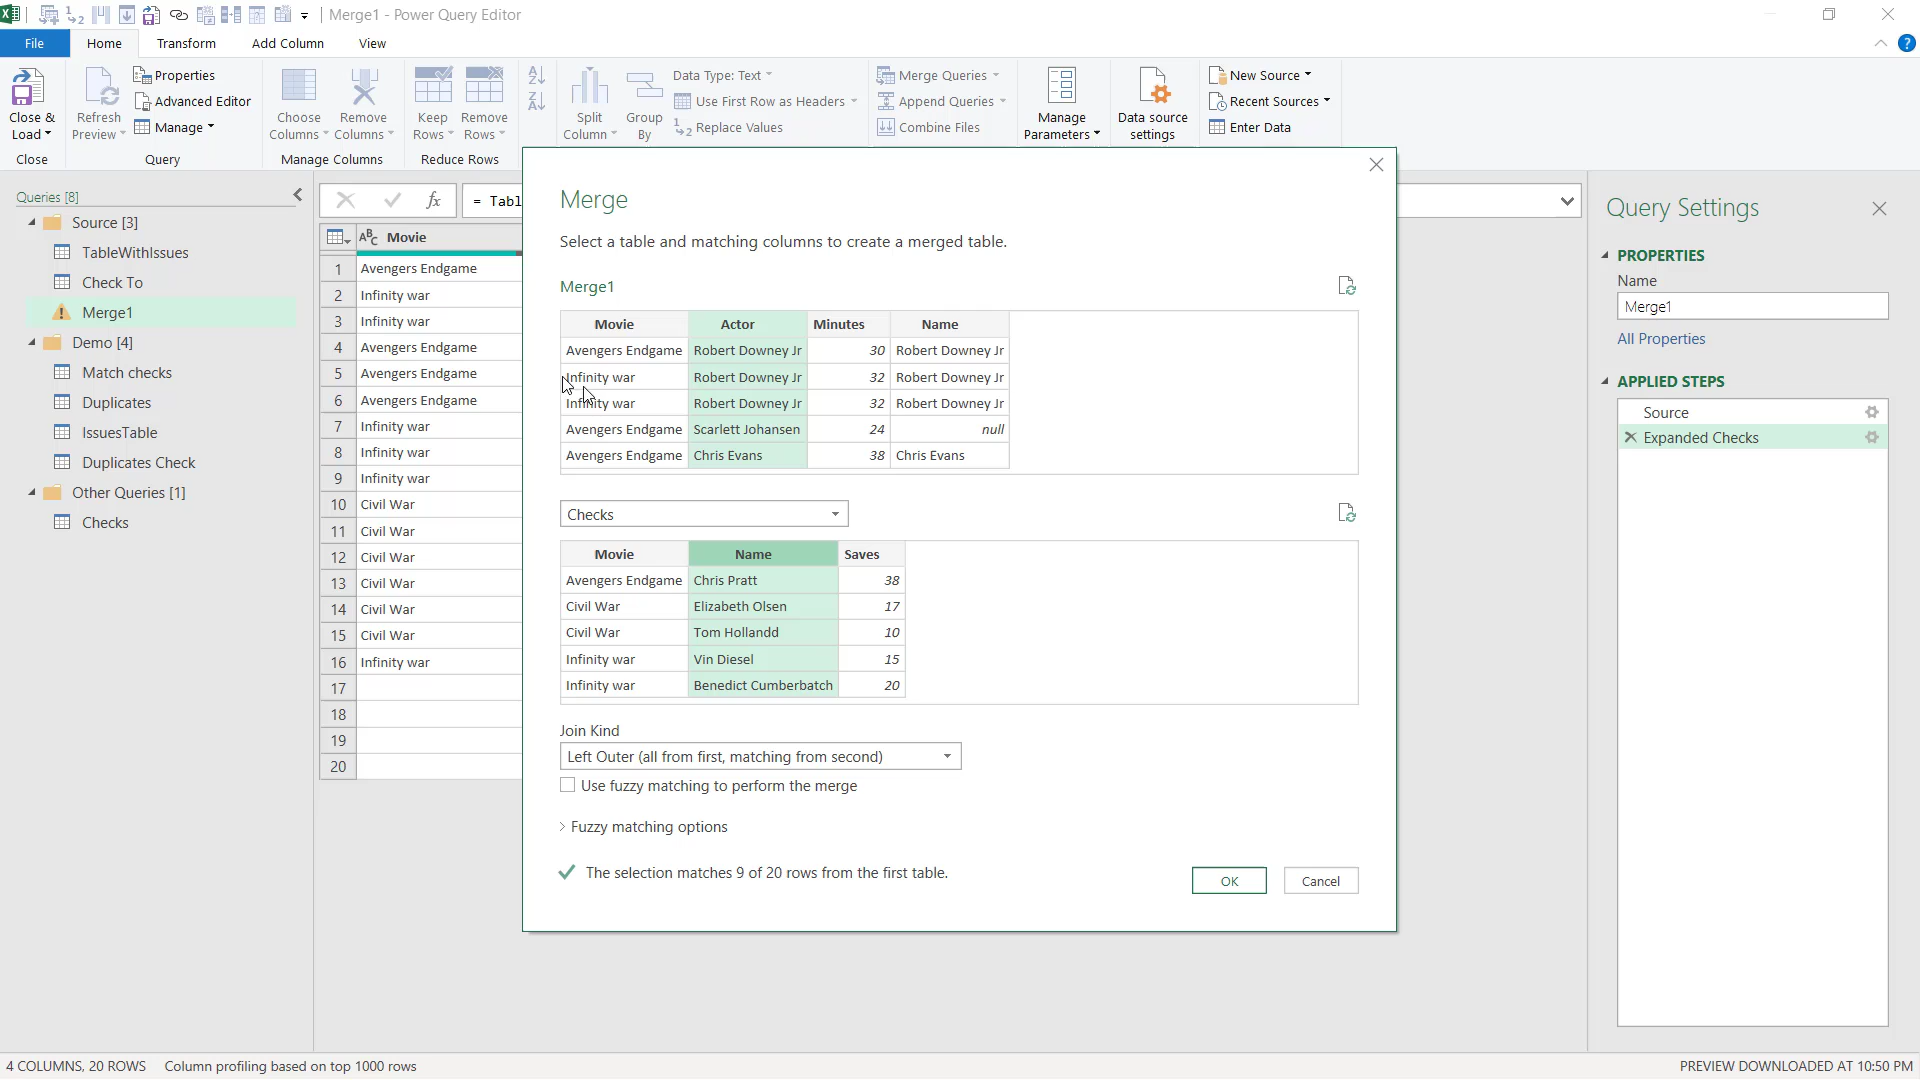 Merge1 - Power Query Editor
File
Home
Transform
Add Column
View
Close &
Load
Close
Refresh
Preview
Properties
Advanced Editor
Manage
Query
Choose
Columns
Remove
Columns
Manage Columns
Keep
Rows
Remove
Rows
Reduce Rows
Split
Column
Group
By
Data Type: Text
Use First Row as Headers
Replace Values
Merge Queries
Append Queries
Combine Files
Manage
Parameters
Data source
settings
New Source
Recent Sources
Enter Data
Queries [8]
Source [3]
TableWithIssues
Check To
Merge1
Demo [4]
Match checks
Duplicates
IssuesTable
Duplicates Check
Other Queries [1]
Checks
fx
= Tabl
ABC Movie
1 Avengers Endgame
2 Infinity war
3 Infinity war
4 Avengers Endgame
5 Avengers Endgame
6 Avengers Endgame
7 Infinity war
8 Infinity war
9 Infinity war
10 Civil War
11 Civil War
12 Civil War
13 Civil War
14 Civil War
15 Civil War
16 Infinity war
17
18
19
20
Merge
Select a table and matching columns to create a merged table.
Merge1
Movie Actor Minutes Name
Avengers Endgame Robert Downey Jr 30 Robert Downey Jr
Infinity war Robert Downey Jr 32 Robert Downey Jr
Infinity war Robert Downey Jr 32 Robert Downey Jr
Avengers Endgame Scarlett Johansen 24 null
Avengers Endgame Chris Evans 38 Chris Evans
Checks
Movie Name Saves
Avengers Endgame Chris Pratt 38
Civil War Elizabeth Olsen 17
Civil War Tom Hollandd 10
Infinity war Vin Diesel 15
Infinity war Benedict Cumberbatch 20
Join Kind
Left Outer (all from first, matching from second)
Use fuzzy matching to perform the merge
Fuzzy matching options
The selection matches 9 of 20 rows from the first table.
OK
Cancel
Query Settings
PROPERTIES
Name
Merge1
All Properties
APPLIED STEPS
Source
Expanded Checks
4 COLUMNS, 20 ROWS
Column profiling based on top 1000 rows
PREVIEW DOWNLOADED AT 10:50 PM